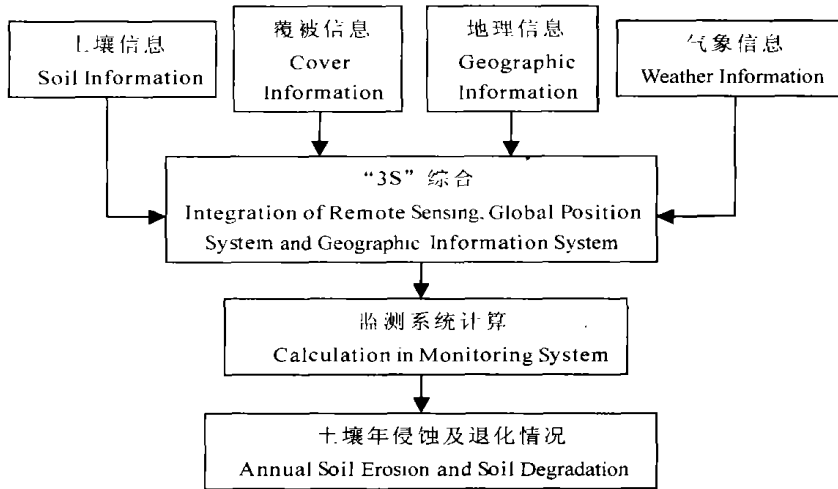 土壤信息
Soil Information
覆被信息
Cover
Information
地理信息
Geographic
Information
气象信息
Weather Information
“3S”综合
Integration of Remote Sensing, Global Position
System and Geographic Information System
监测系统计算
Calculation in Monitoring System
土壤年侵蚀及退化情况
Annual Soil Erosion and Soil Degradation